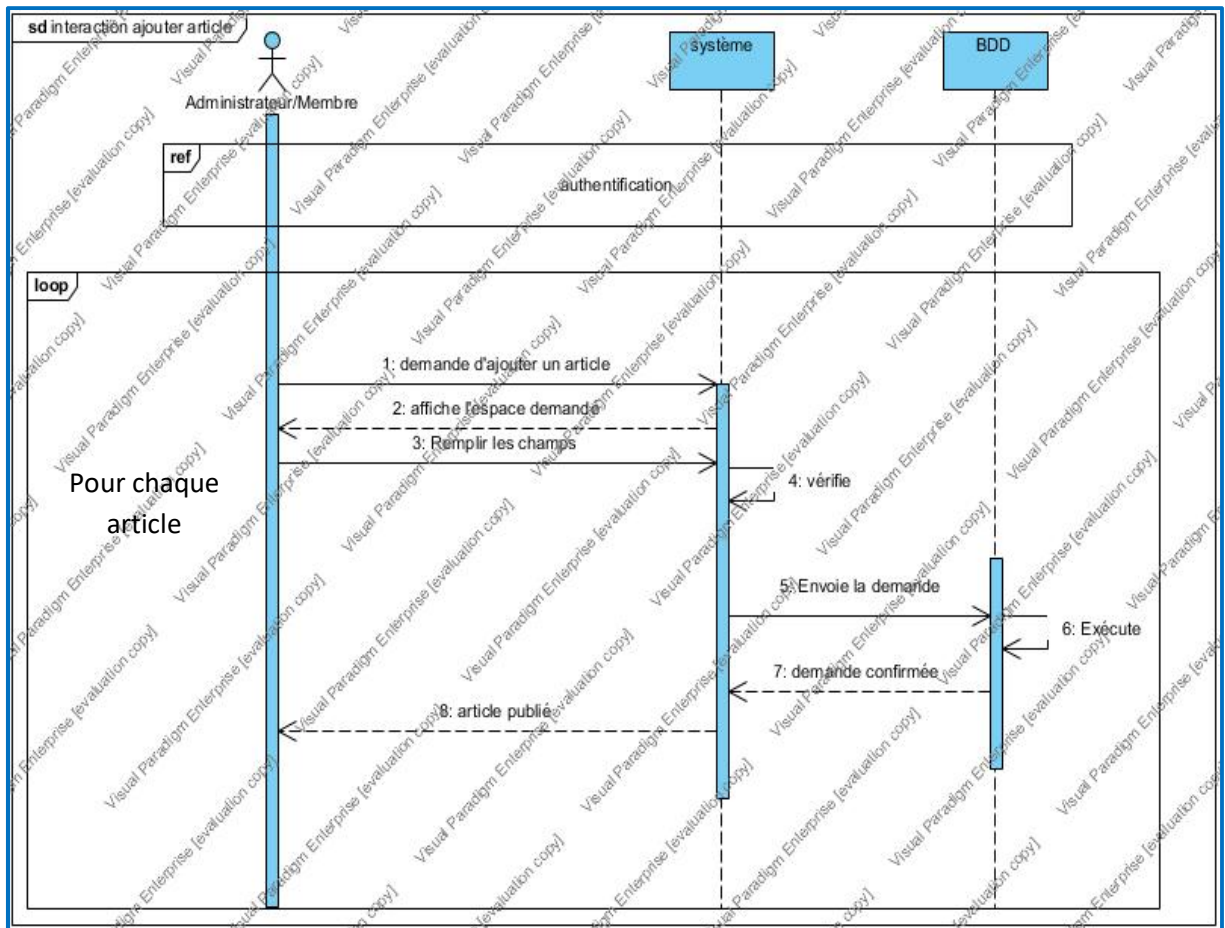 sd interaction ajouter article
Administrateur/Membre
système
BDD
ref
authentification
loop
1: demande d'ajouter un article
2: affiche l'espace demandé
3: Remplir les champs
4: vérifie
Pour chaque
article
5: Envoie la demande
6: Exécute
7: demande confirmée
8: article publié
Visual Paradigm Enterprise [evaluation copy]